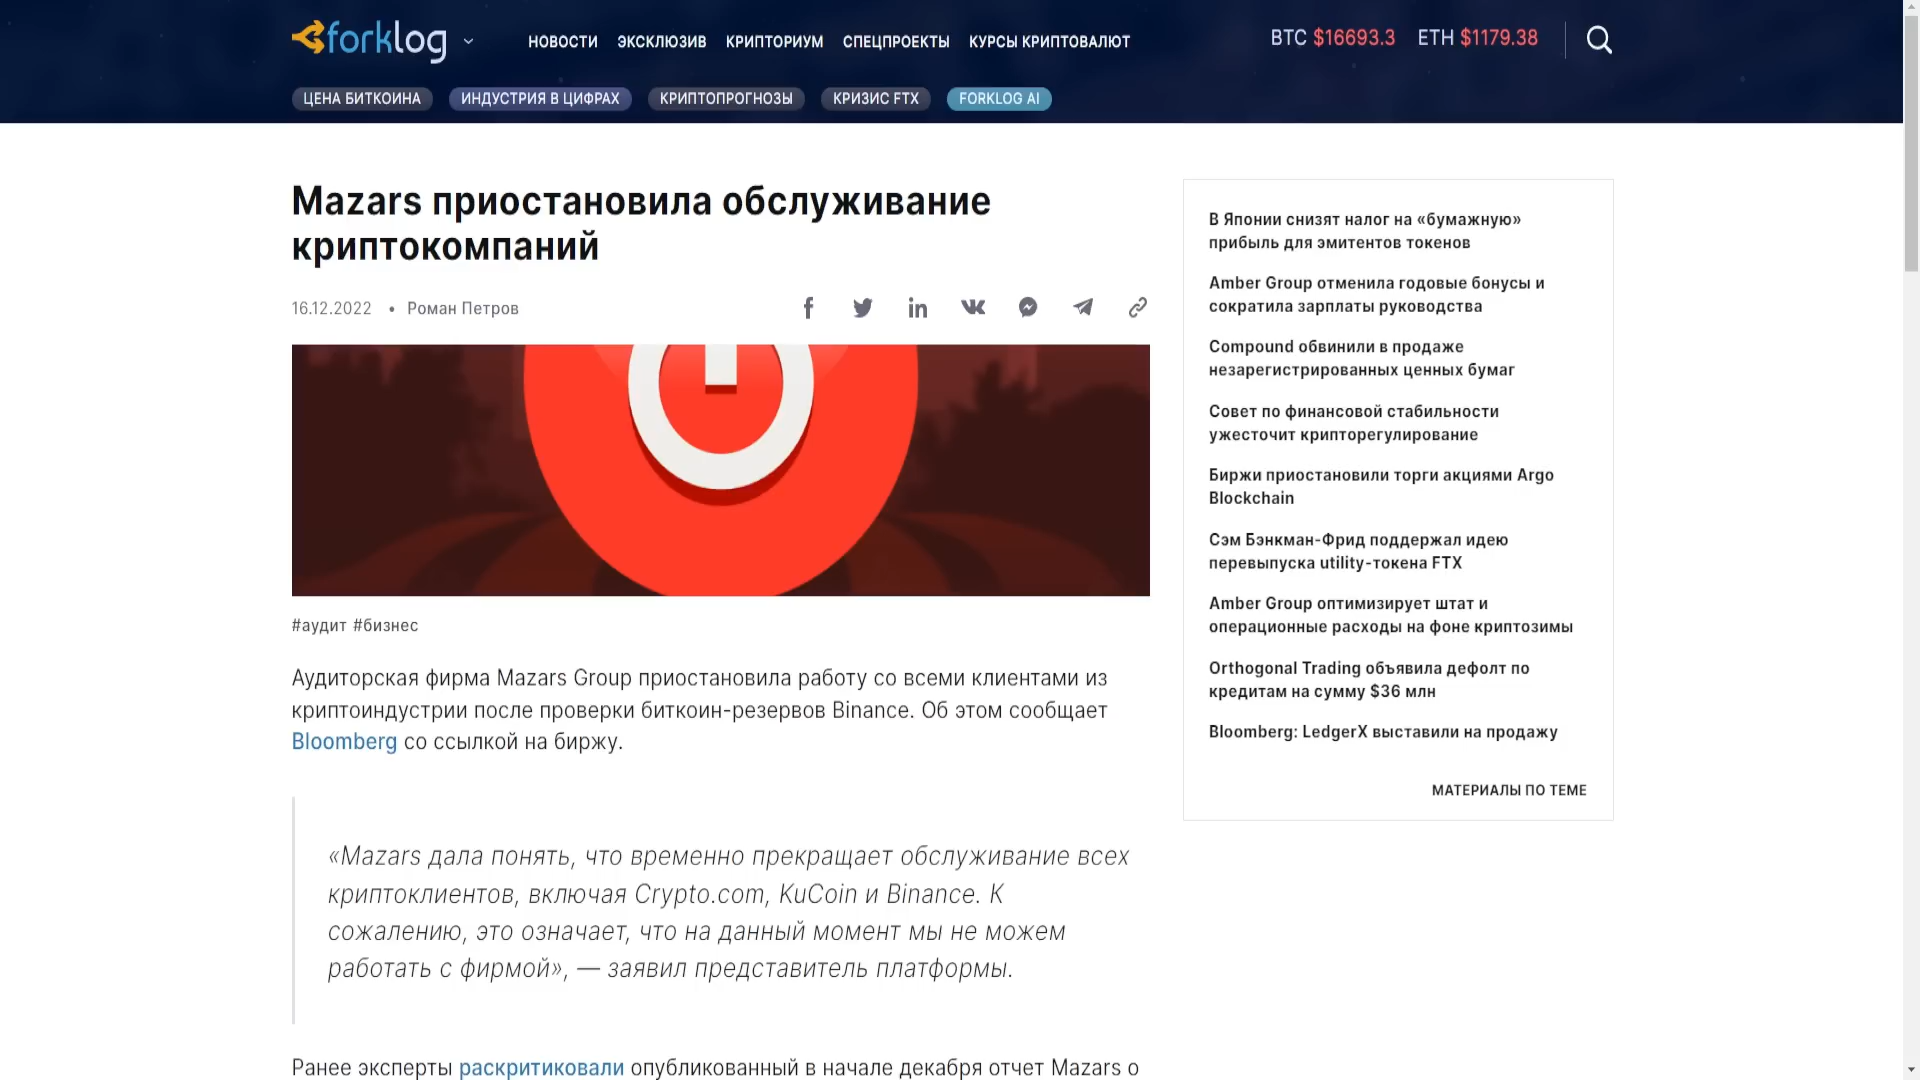 forklog
НОВОСТИ ЭКСКЛЮЗИВ КРИПТОРИУМ СПЕЦПРОЕКТЫ КУРСЫ КРИПТОВАЛЮТ
BTC $16693.3 ETH $1179.38
ЦЕНА БИТКОИНА ИНДУСТРИЯ В ЦИФРАХ КРИПТОПРОГНОЗЫ КРИЗИС FTX FORKLOG AI
Mazars приостановила обслуживание
криптокомпаний
16.12.2022 • Роман Петров
#аудит #бизнес
Аудиторская фирма Mazars Group приостановила работу со всеми клиентами из
криптоиндустрии после проверки биткоин-резервов Binance. Об этом сообщает
Bloomberg со ссылкой на биржу.
«Mazars дала понять, что временно прекращает обслуживание всех
криптоклиентов, включая Crypto.com, KuCoin и Binance. К
сожалению, это означает, что на данный момент мы не можем
работать с фирмой», — заявил представитель платформы.
Ранее эксперты раскритиковали опубликованный в начале декабря отчет Mazars о
В Японии снизят налог на «бумажную»
прибыль для эмитентов токенов
Amber Group отменила годовые бонусы и
сократила зарплаты руководства
Compound обвинили в продаже
незарегистрированных ценных бумаг
Совет по финансовой стабильности
ужесточит крипторегулирование
Биржи приостановили торги акциями Argo
Blockchain
Сэм Бэнкман-Фрид поддержал идею
перевыпуска utility-токена FTX
Amber Group оптимизирует штат и
операционные расходы на фоне криптозимы
Orthogonal Trading объявила дефолт по
кредитам на сумму $36 млн
Bloomberg: LedgerX выставили на продажу
МАТЕРИАЛЫ ПО ТЕМЕ